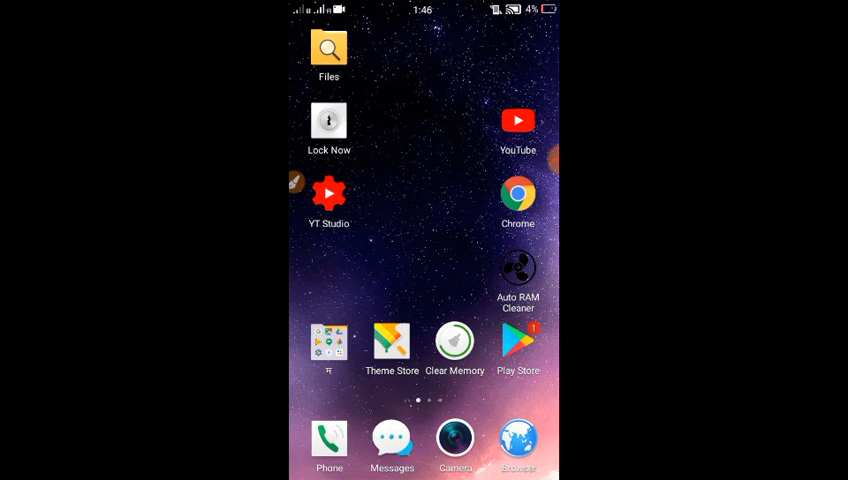 1:46
4%
Files
Lock Now
YouTube
YT Studio
Chrome
Auto RAM
Cleaner
1
म
Theme Store
Clear Memory
Play Store
Phone
Messages
Camera
Browser